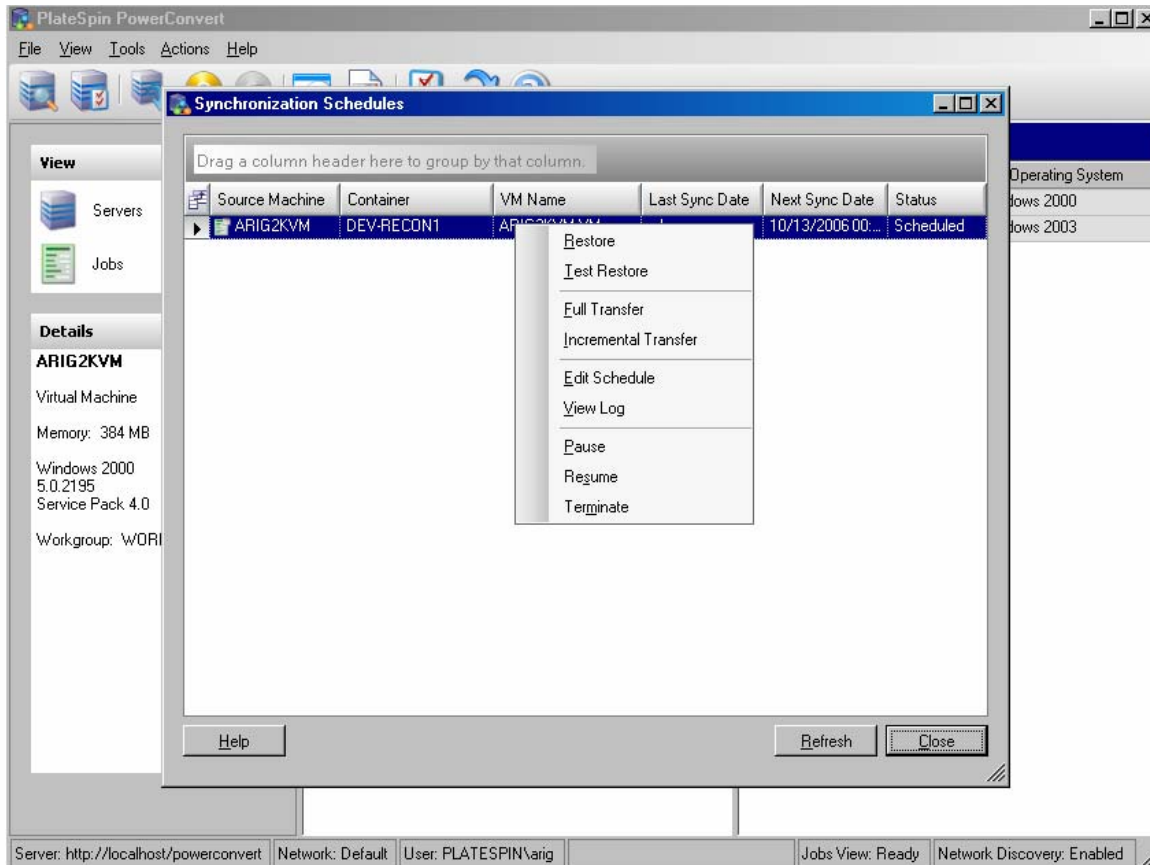 PlateSpin PowerConvert
File View Tools Actions Help
Synchronization Schedules
Drag a column header here to group by that column.
Source Machine Container VM Name Last Sync Date Next Sync Date Status
ARIG2KVM DEV-RECON1 10/13/2006 00:... Scheduled
Restore
Test Restore
Full Transfer
Incremental Transfer
Edit Schedule
View Log
Pause
Resume
Terminate
Help Refresh Close
View
Servers
Jobs
Details
ARIG2KVM
Virtual Machine
Memory: 384 MB
Windows 2000
5.0.2195
Service Pack 4.0
Workgroup: WOR
Operating System
dows 2000
dows 2003
Server: http://localhost/powerconvert Network: Default User: PLATESPIN\arig Jobs View: Ready Network Discovery: Enabled